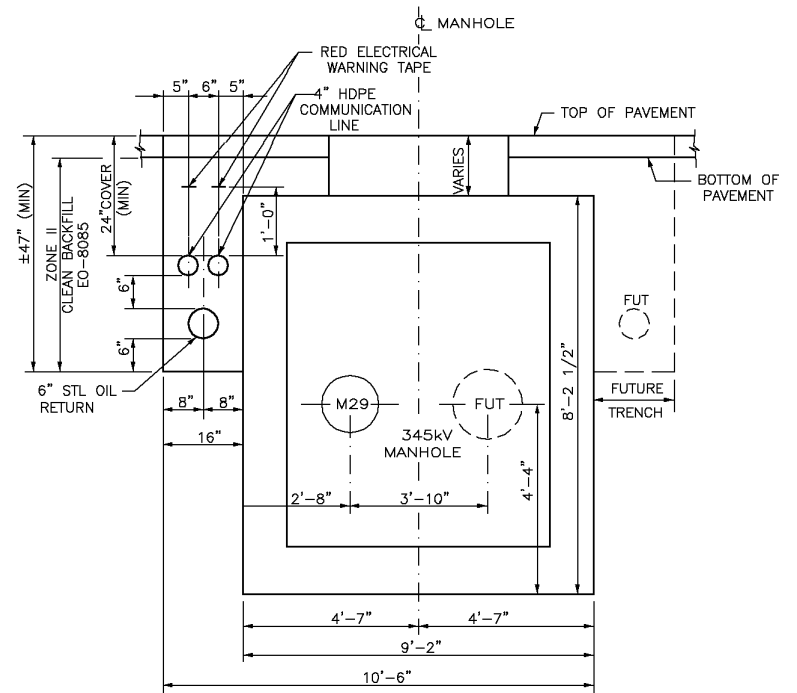 ℄ MANHOLE
RED ELECTRICAL
WARNING TAPE
5" 6" 5"
4" HDPE
COMMUNICATION
LINE
TOP OF PAVEMENT
BOTTOM OF
PAVEMENT
VARIES
±47" (MIN)
ZONE II
CLEAN BACKFILL
EO-8085
24"COVER
(MIN)
1'-0"
6"
6"
FUT
6" STL OIL
RETURN
8" 8"
16"
M29
FUT
345kV
MANHOLE
2'-8"
3'-10"
4'-4"
8'-2 1/2"
FUTURE
TRENCH
4'-7"
4'-7"
9'-2"
10'-6"